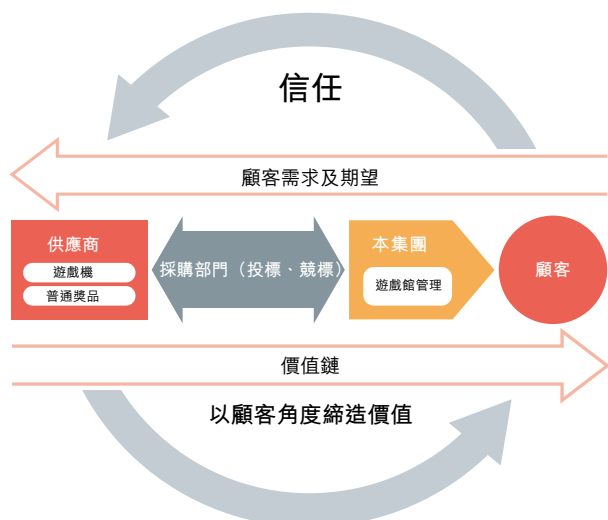 信任
顧客需求及期望
供應商
遊戲機
普通獎品
採購部門（投標、競標）
本集團
遊戲館管理
顧客
價值鏈
以顧客角度締造價值